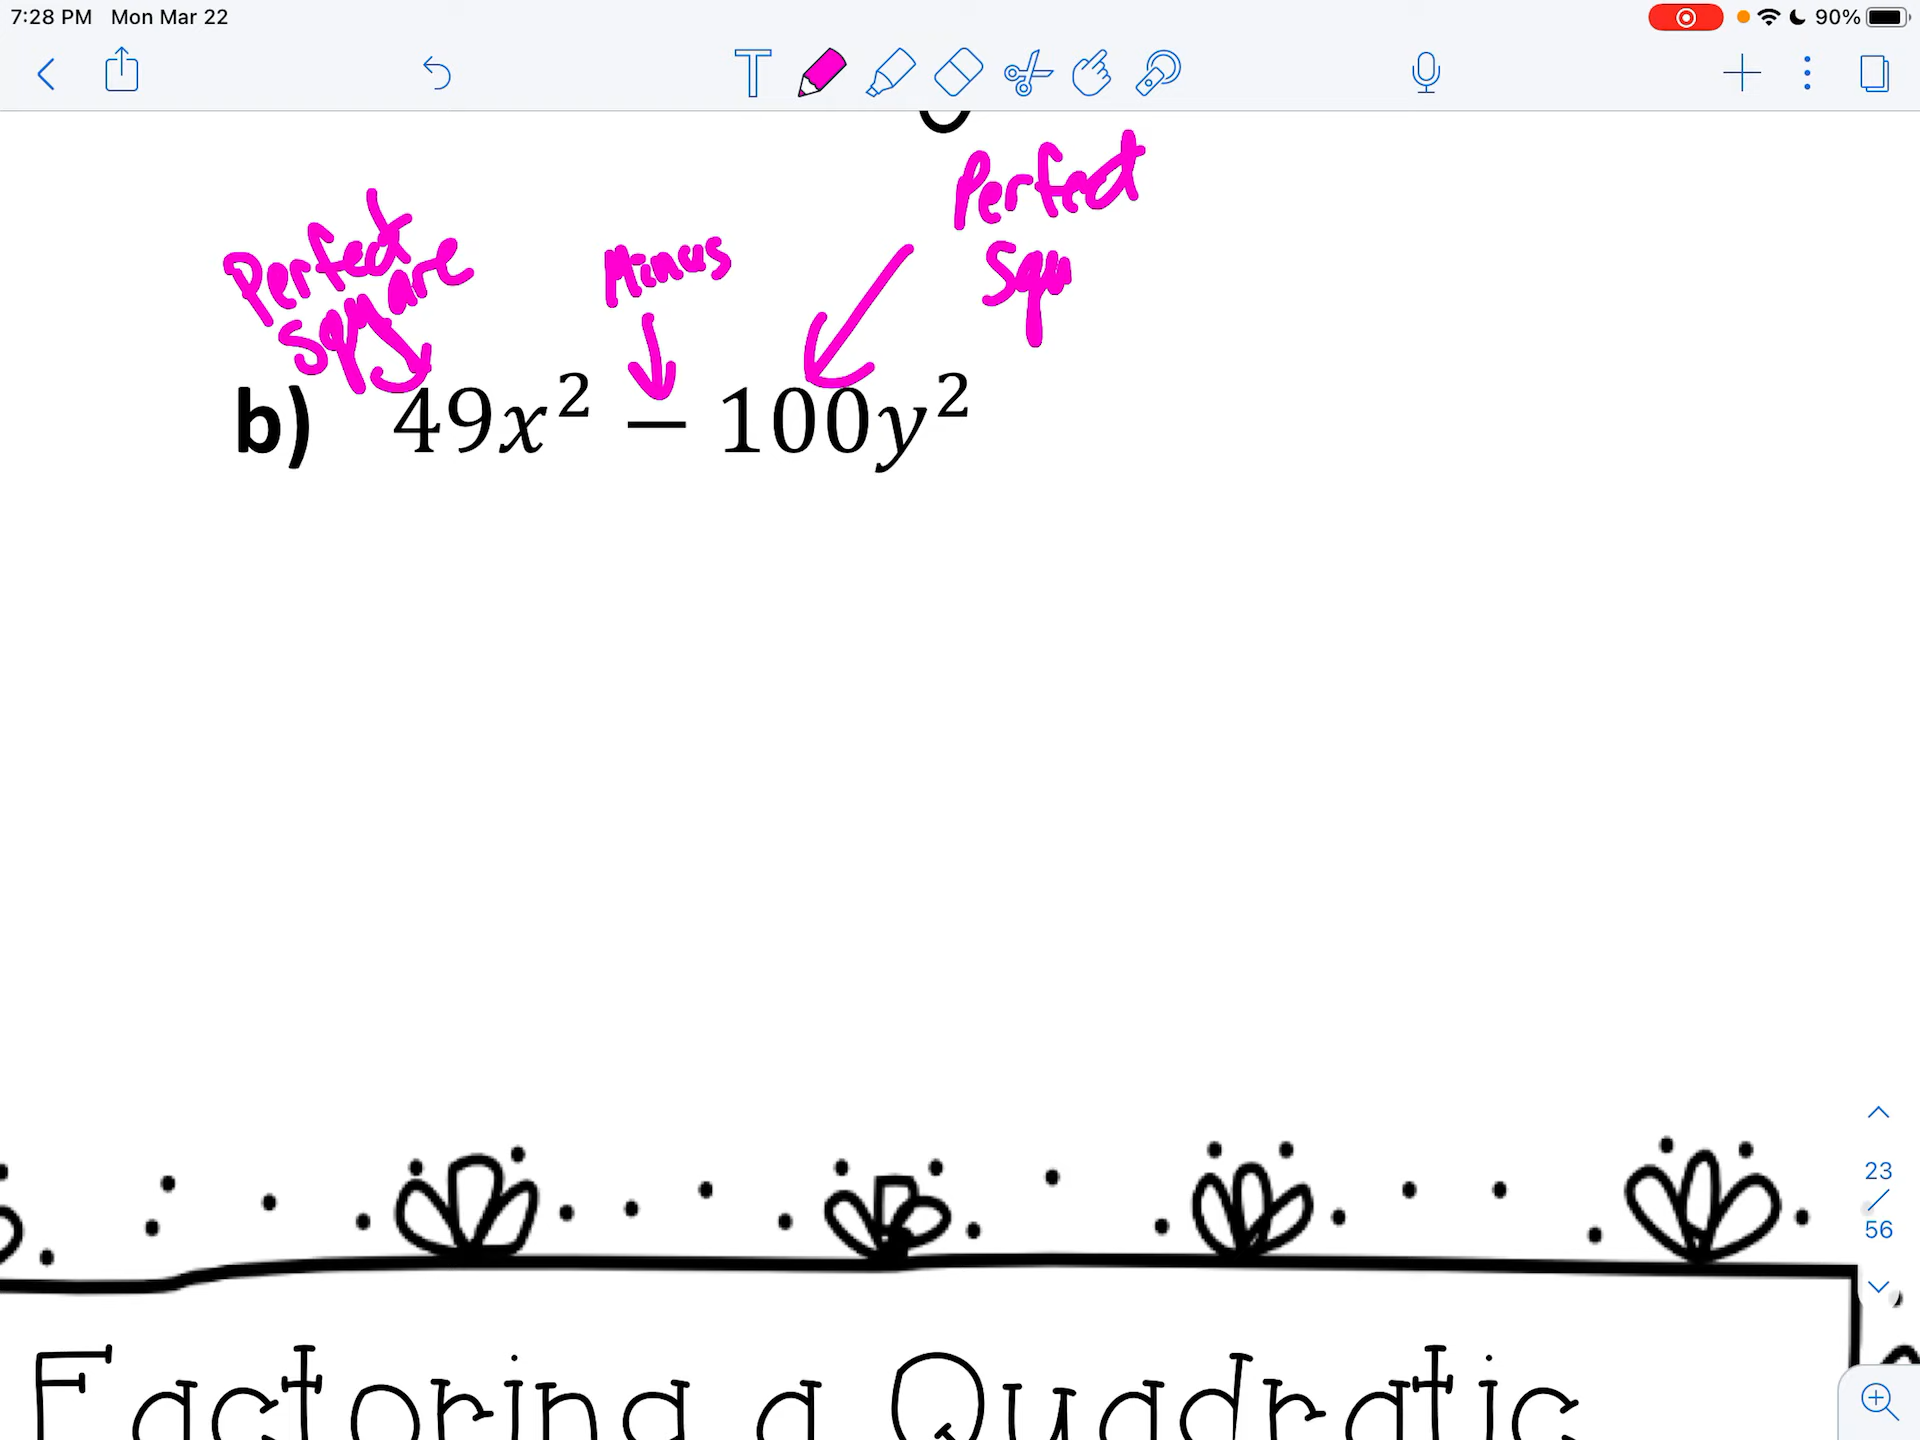 7:28 PM Mon Mar 22
90%
T
Perfect
Square
Minus
Perfect
Squ
b) 49x² − 100y²
23
56
Factoring a Quadratic